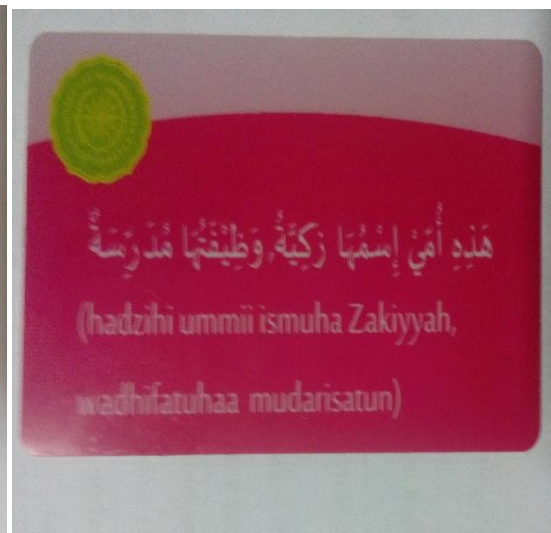 هَذِهِ أُمِّيْ إِسْمُهَا زَكِيَّةٌ, وَظِيْفَتُهَا مُدَرِّسَةٌ
(hadzihi ummii ismuha Zakiyyah,
wadhifatuhaa mudarisatun)